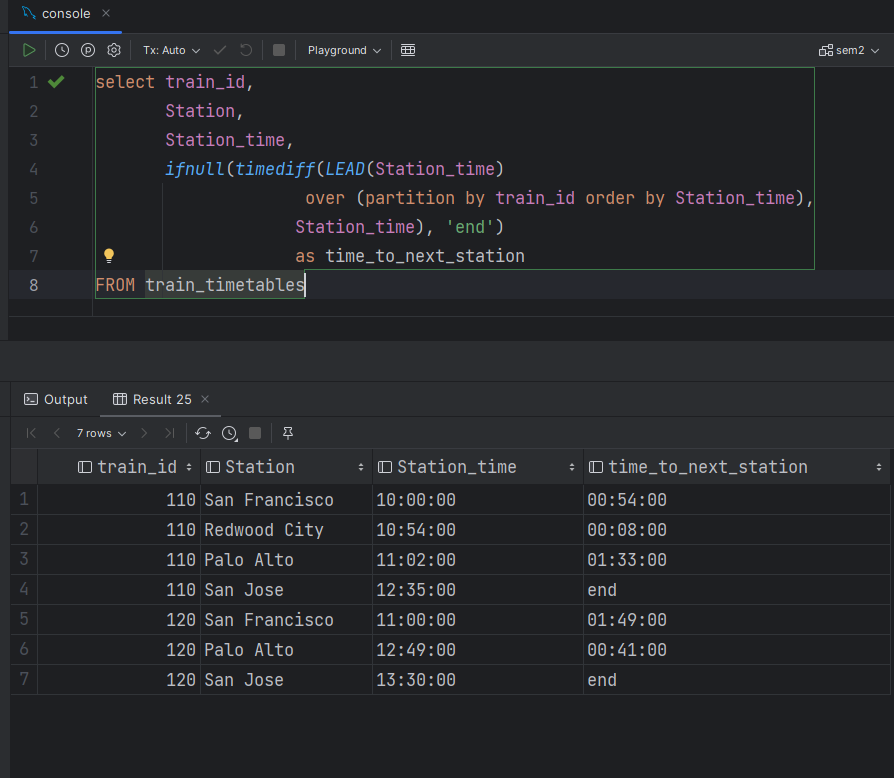 console
Tx: Auto
Playground
sem2
1 select train_id,
2 Station,
3 Station_time,
4 ifnull(timediff(LEAD(Station_time)
5 over (partition by train_id order by Station_time),
6 Station_time), 'end')
7 as time_to_next_station
8 FROM train_timetables
Output Result 25
7 rows
train_id Station Station_time time_to_next_station
1 110 San Francisco 10:00:00 00:54:00
2 110 Redwood City 10:54:00 00:08:00
3 110 Palo Alto 11:02:00 01:33:00
4 110 San Jose 12:35:00 end
5 120 San Francisco 11:00:00 01:49:00
6 120 Palo Alto 12:49:00 00:41:00
7 120 San Jose 13:30:00 end